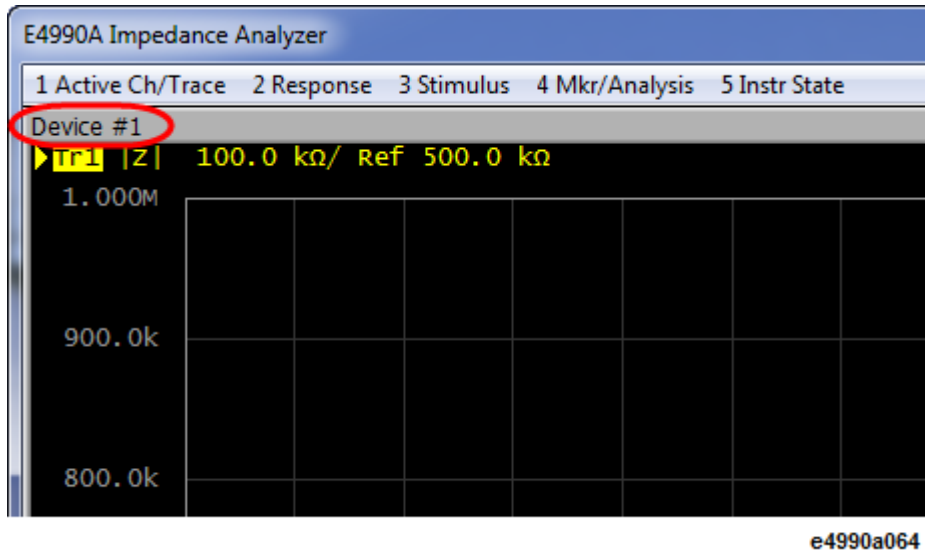 E4990A Impedance Analyzer
1 Active Ch/Trace 2 Response 3 Stimulus 4 Mkr/Analysis 5 Instr State
Device #1
Tr1 |Z| 100.0 kΩ/ Ref 500.0 kΩ
1.000M
900.0k
800.0k
e4990a064